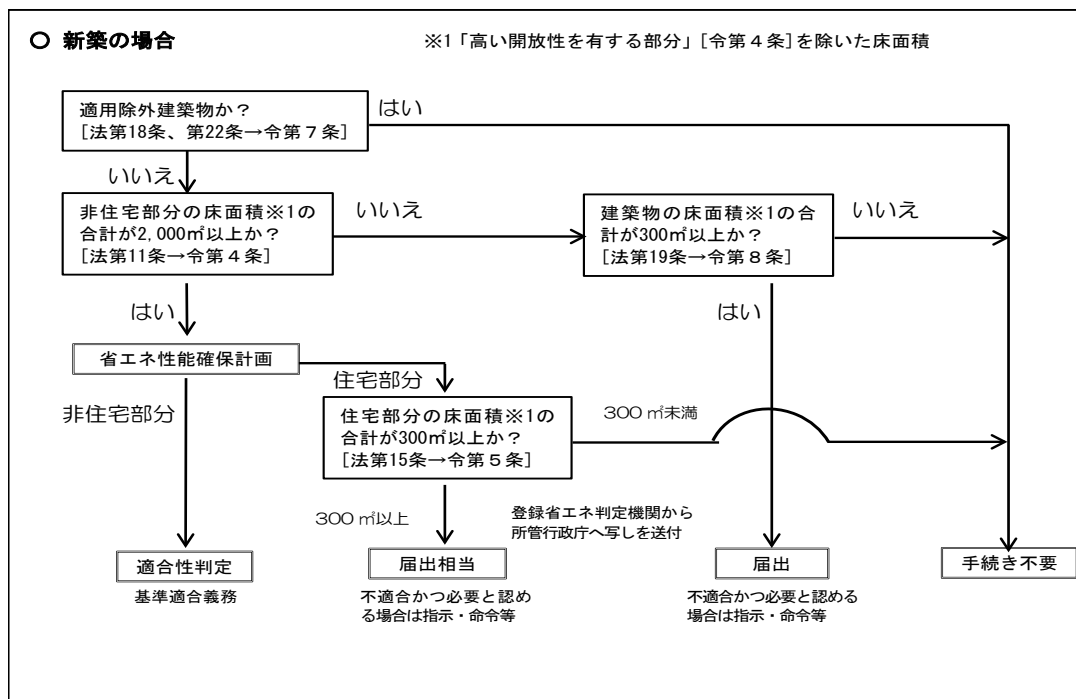 〇 新築の場合
※1「高い開放性を有する部分」[令第４条]を除いた床面積
適用除外建築物か？
[法第18条、第22条→令第７条]
はい
いいえ
非住宅部分の床面積※1の
合計が2,000㎡以上か？
[法第11条→令第４条]
いいえ
建築物の床面積※1の合
計が300㎡以上か？
[法第19条→令第８条]
いいえ
はい
はい
省エネ性能確保計画
住宅部分
非住宅部分
住宅部分の床面積※1の
合計が300㎡以上か？
[法第15条→令第５条]
300 ㎡未満
300 ㎡以上
登録省エネ判定機関から
所管行政庁へ写しを送付
適合性判定
基準適合義務
届出相当
不適合かつ必要と認め
る場合は指示・命令等
届出
不適合かつ必要と認める
場合は指示・命令等
手続き不要